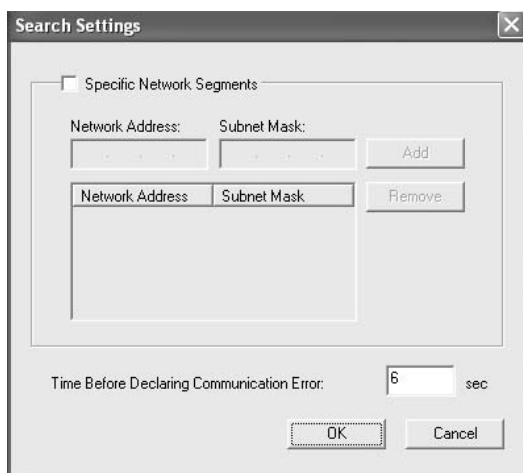 Search Settings
Specific Network Segments
Network Address: Subnet Mask:
. . . . . . Add
Network Address Subnet Mask Remove
Time Before Declaring Communication Error: 6 sec
OK Cancel